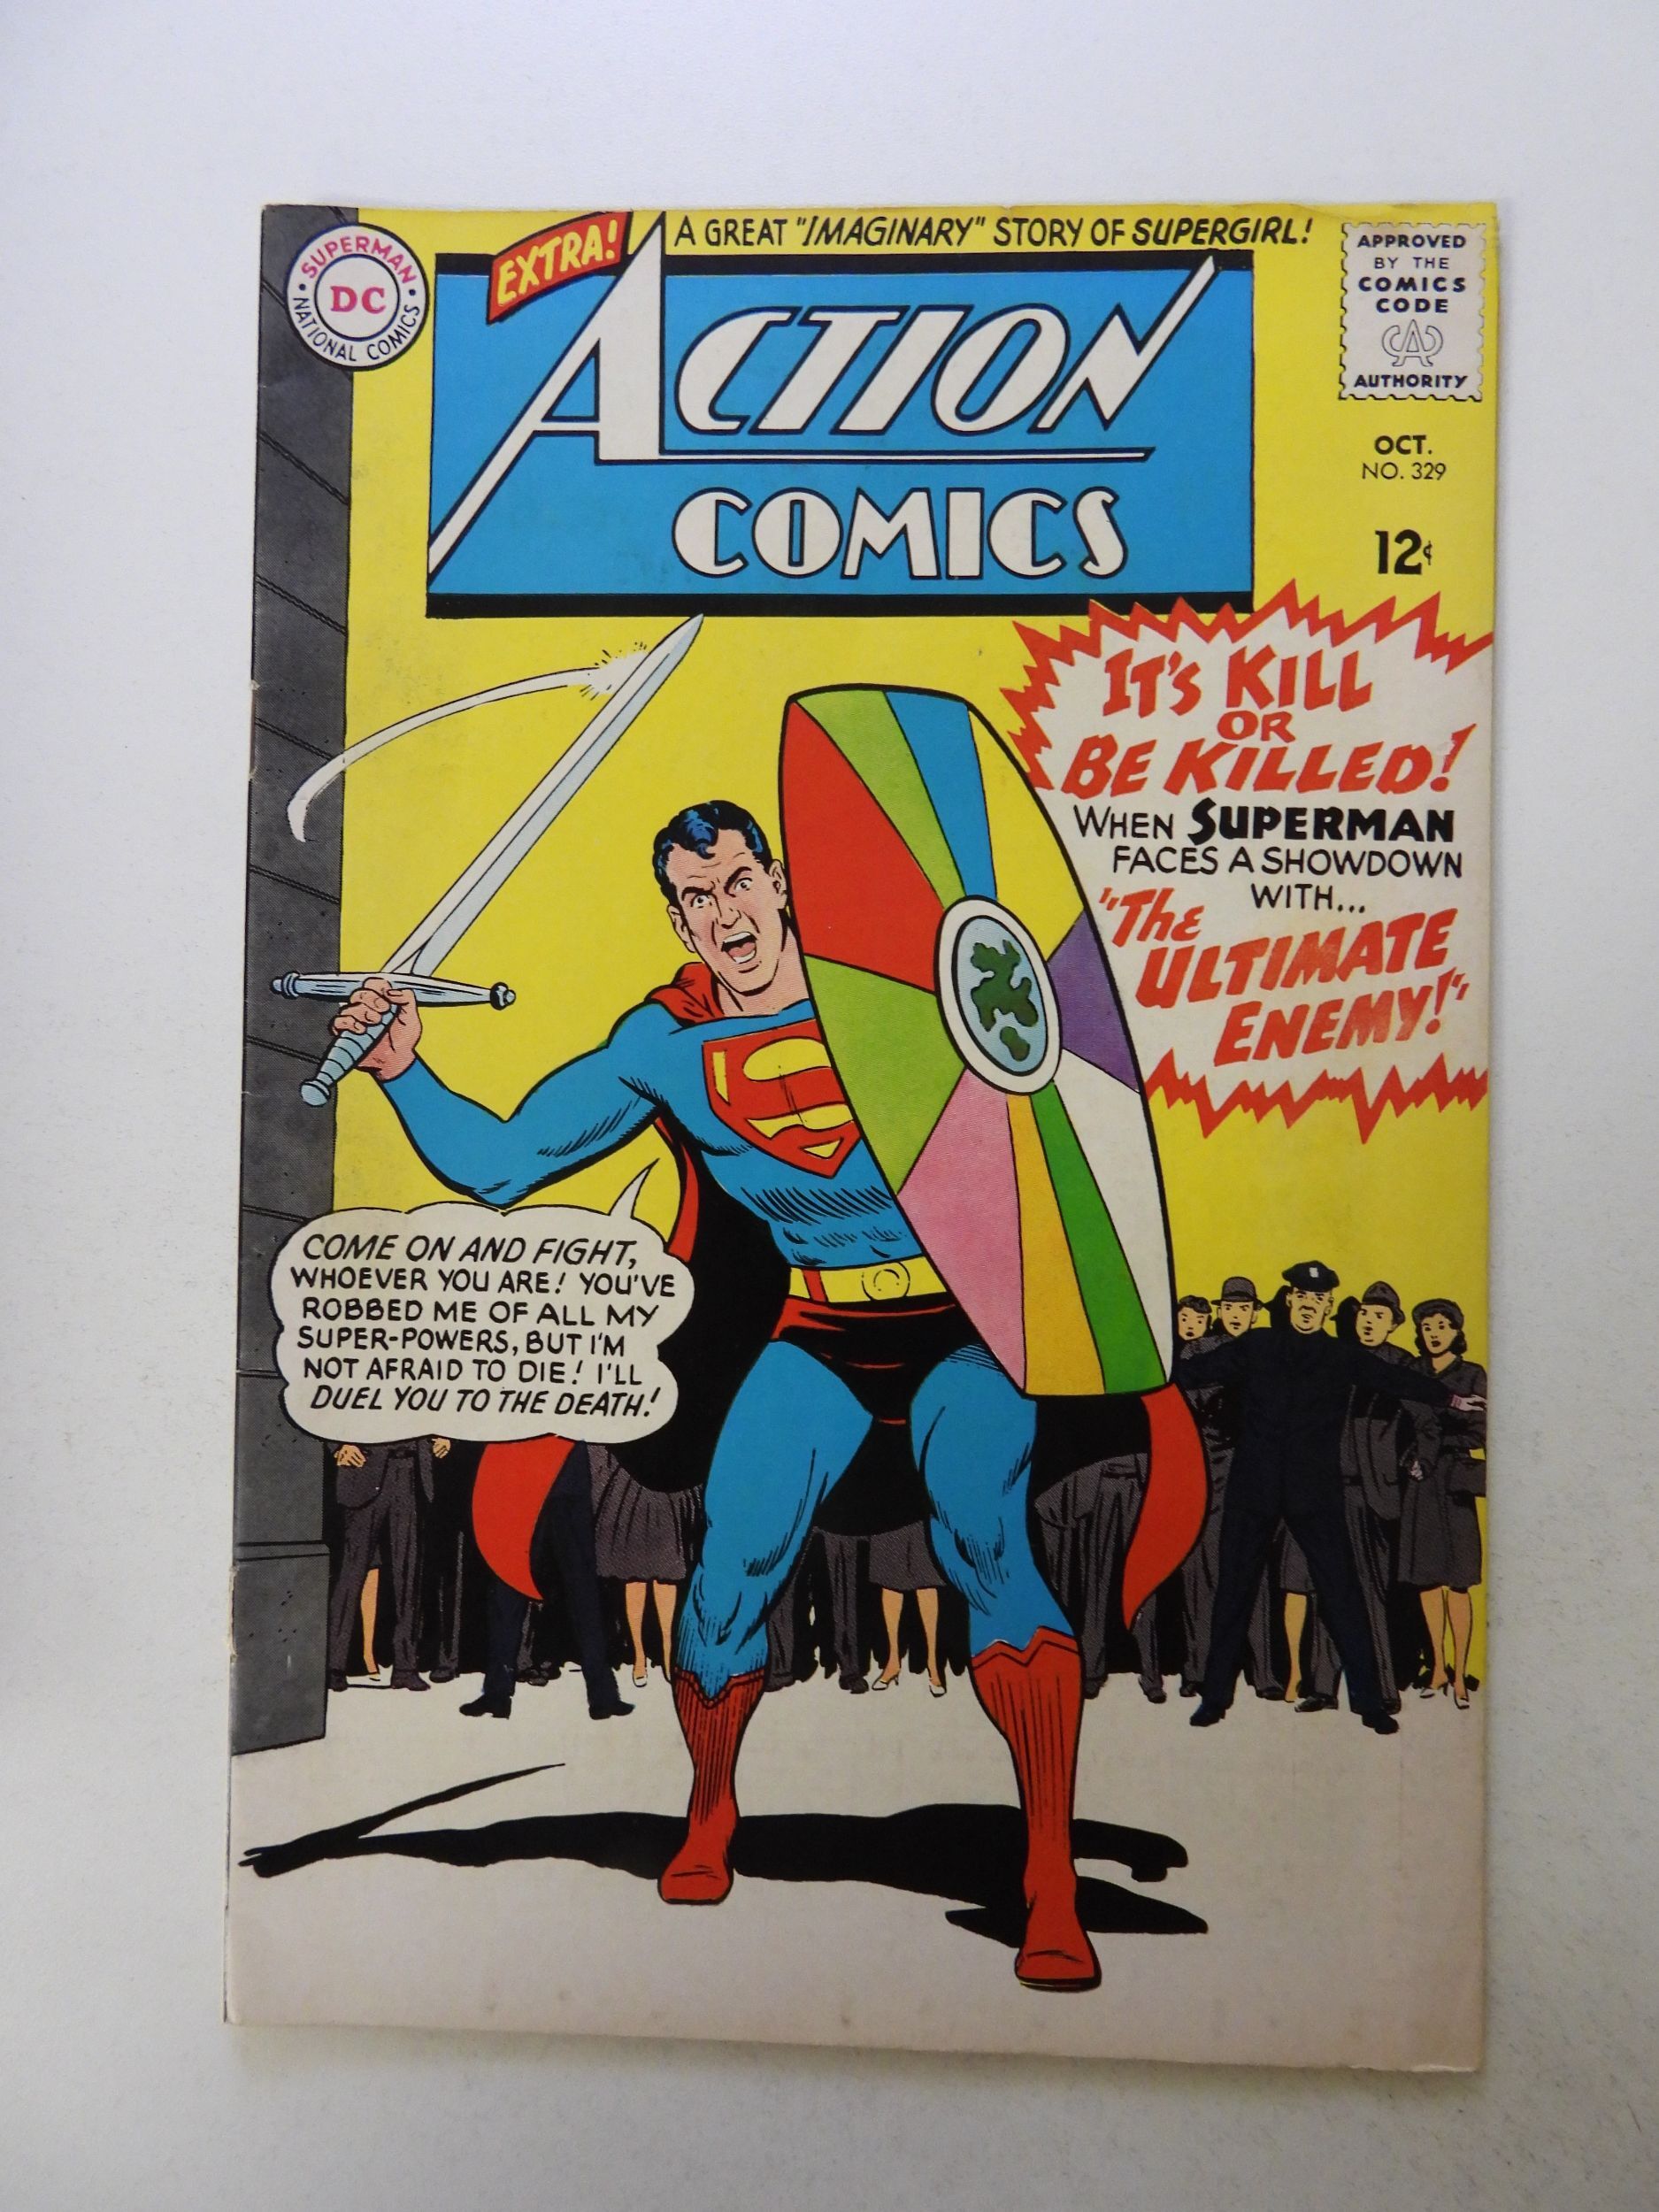 SUPERMAN
DC
NATIONAL COMICS
EXTRA!
A GREAT "IMAGINARY" STORY OF SUPERGIRL!
ACTION
COMICS
APPROVED
BY THE
COMICS
CODE
CA
AUTHORITY
OCT.
NO. 329
12¢
IT'S KILL
OR
BE KILLED!
WHEN SUPERMAN
FACES A SHOWDOWN
WITH...
"The
ULTIMATE
ENEMY!"
S
COME ON AND FIGHT,
WHOEVER YOU ARE! YOU'VE
ROBBED ME OF ALL MY
SUPER-POWERS, BUT I'M
NOT AFRAID TO DIE! I'LL
DUEL YOU TO THE DEATH!